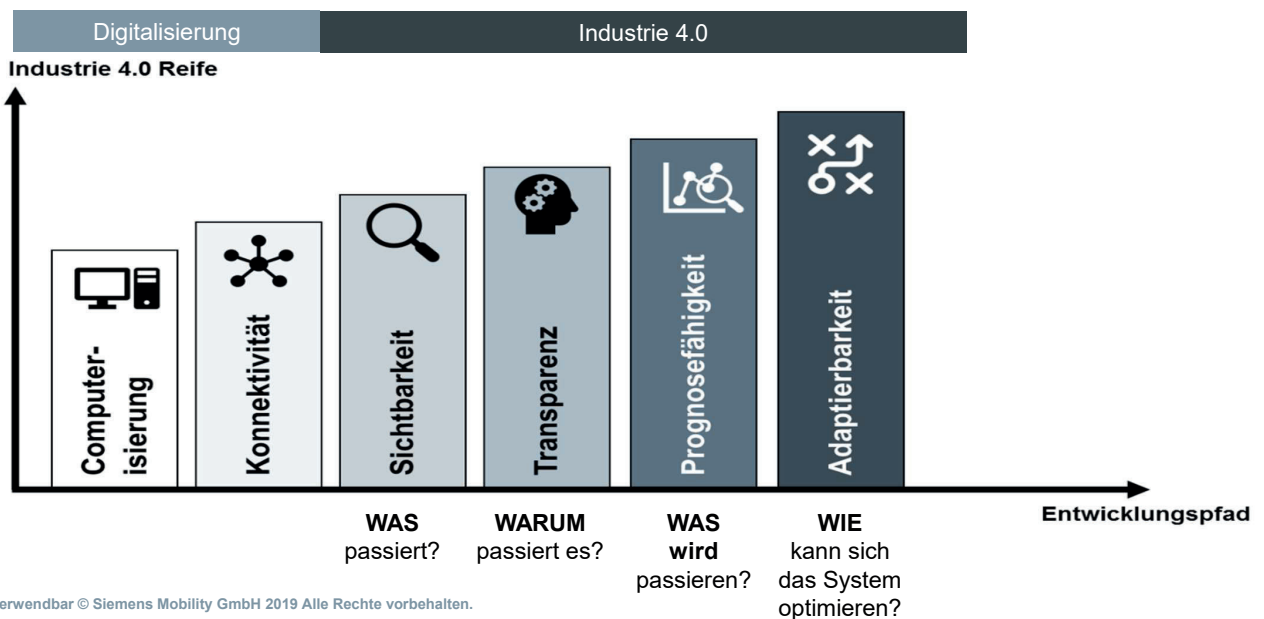 Digitalisierung
Industrie 4.0
Industrie 4.0 Reife
Computer-
isierung
Konnektivität
Sichtbarkeit
Transparenz
Prognosefähigkeit
Adaptierbarkeit
Entwicklungspfad
WAS
passiert?
WARUM
passiert es?
WAS
wird
passieren?
WIE
kann sich
das System
optimieren?
erwendbar © Siemens Mobility GmbH 2019 Alle Rechte vorbehalten.